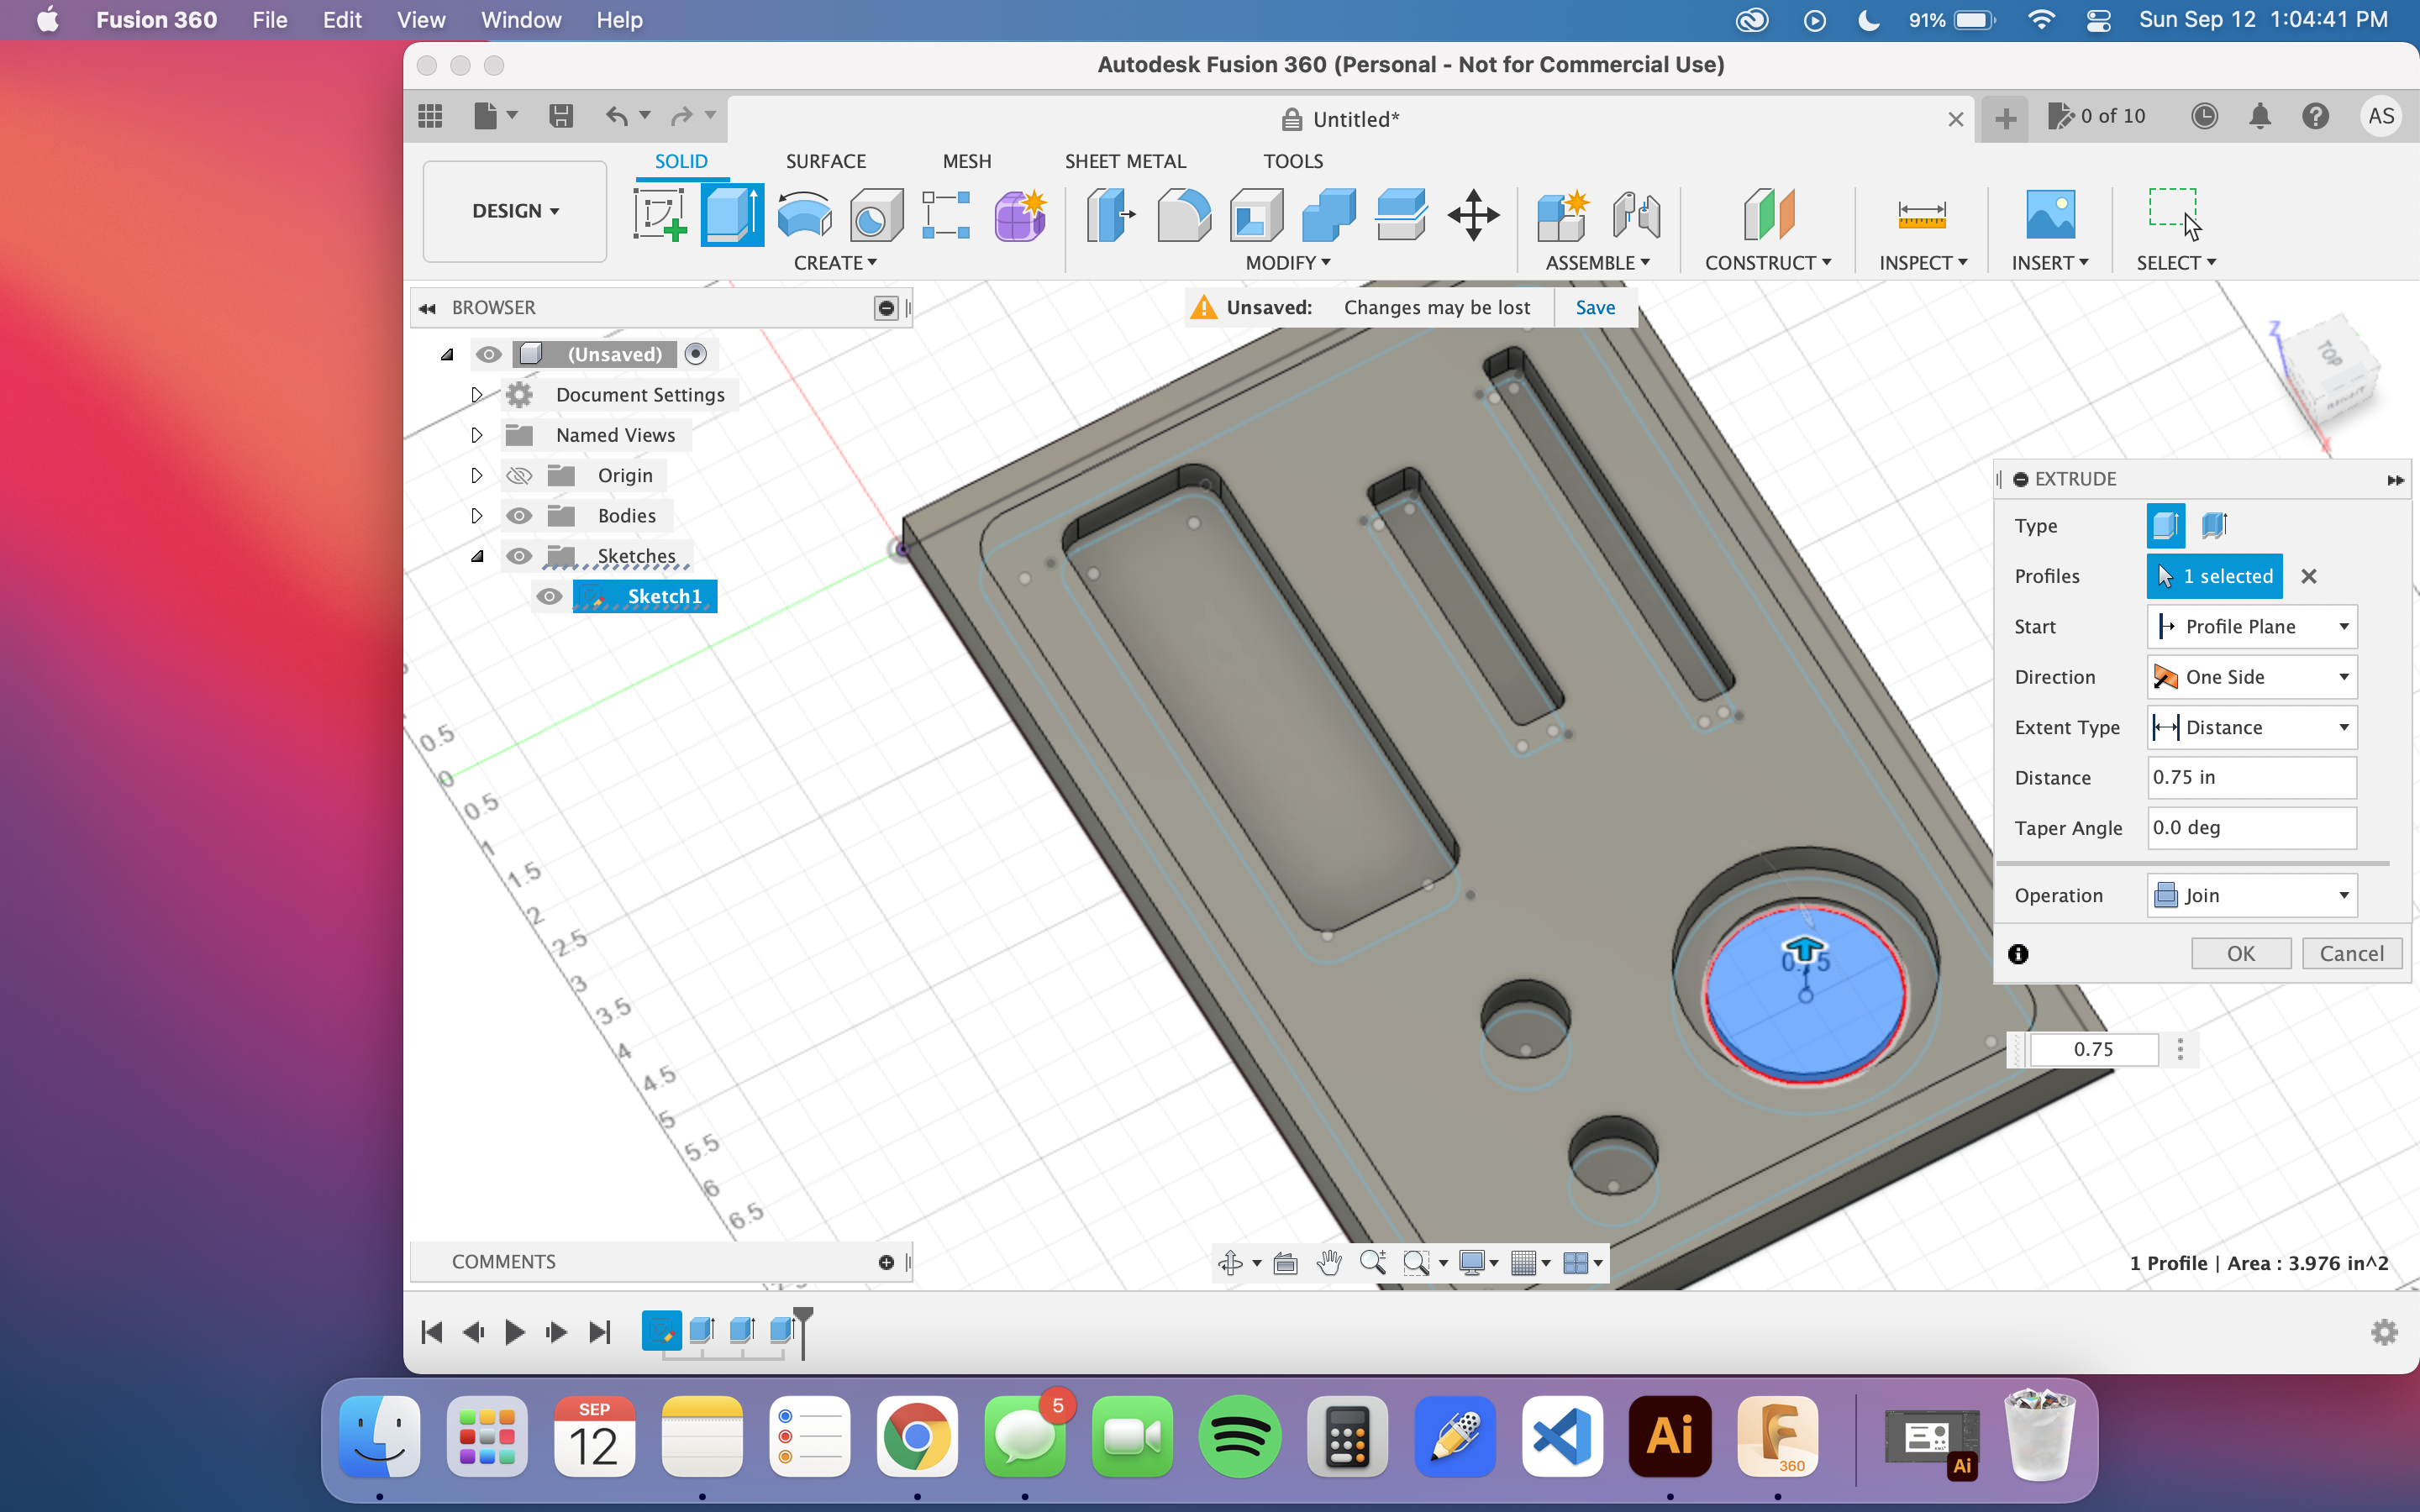 Fusion 360 File Edit View Window Help 91% Sun Sep 12 1:04:41 PM
Autodesk Fusion 360 (Personal - Not for Commercial Use)
Untitled* 0 of 10 AS
SOLID SURFACE MESH SHEET METAL TOOLS
DESIGN
CREATE MODIFY ASSEMBLE CONSTRUCT INSPECT INSERT SELECT
BROWSER
Unsaved: Changes may be lost Save
(Unsaved)
Document Settings
Named Views
Origin
Bodies
Sketches
Sketch1
Z
TOP
X
EXTRUDE
Type
Profiles 1 selected
Start Profile Plane
Direction One Side
Extent Type Distance
Distance 0.75 in
Taper Angle 0.0 deg
Operation Join
OK Cancel
0.75
0.5
0
0.5
1
1.5
2
2.5
3
3.5
4
4.5
5
5.5
6
6.5
COMMENTS
1 Profile | Area : 3.976 in^2
SEP
12
5
Ai
360
Ai